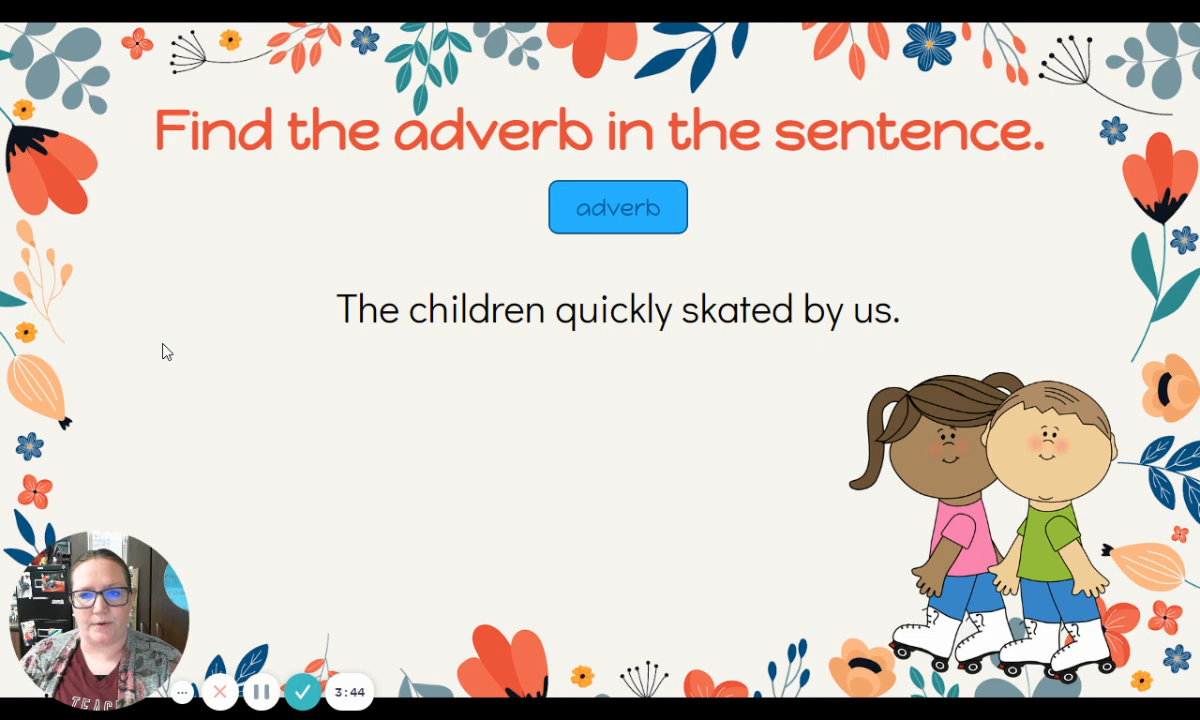 Find the adverb in the sentence.
adverb
The children quickly skated by us.
3:44